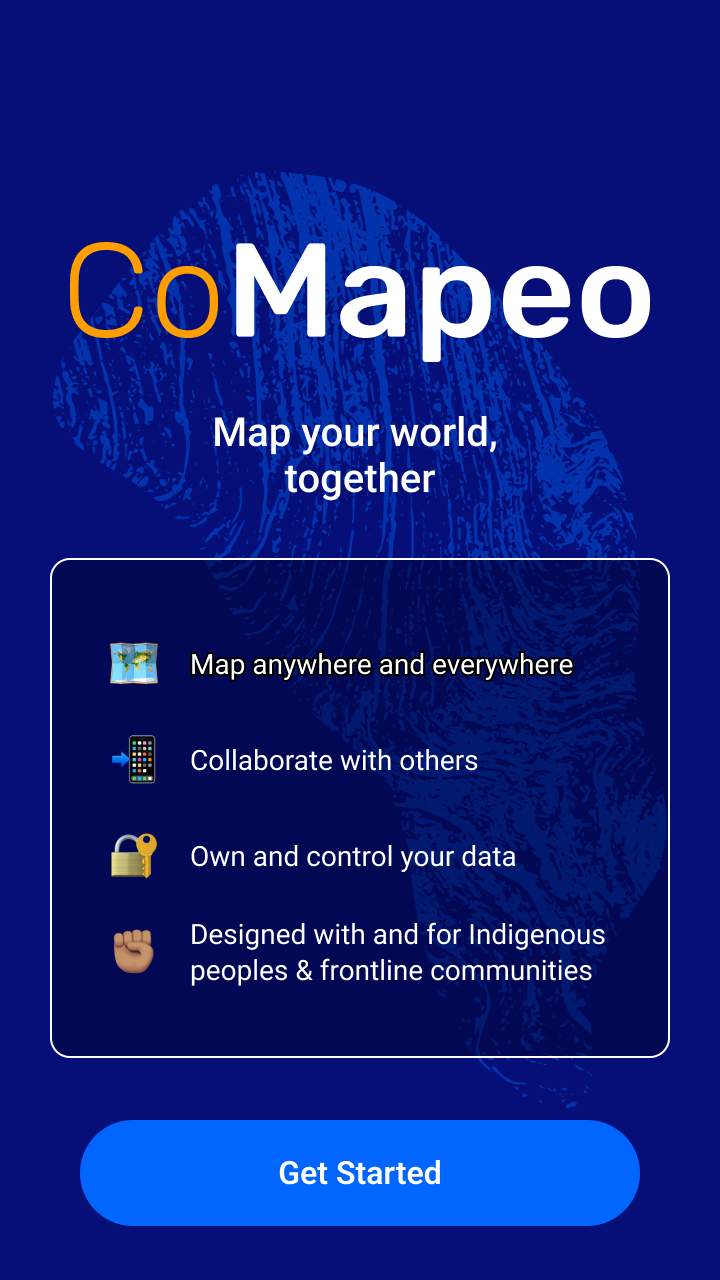 CoMapeo
Map your world,
together
Map anywhere and everywhere
Collaborate with others
Own and control your data
Designed with and for Indigenous
peoples & frontline communities
Get Started